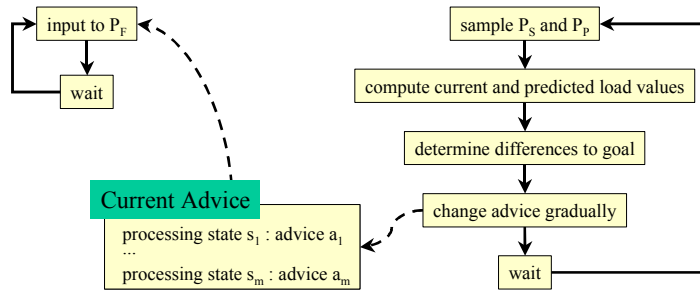 input to P_F
wait
sample P_S and P_P
compute current and predicted load values
determine differences to goal
change advice gradually
wait
Current Advice
processing state s_1 : advice a_1
...
processing state s_m : advice a_m